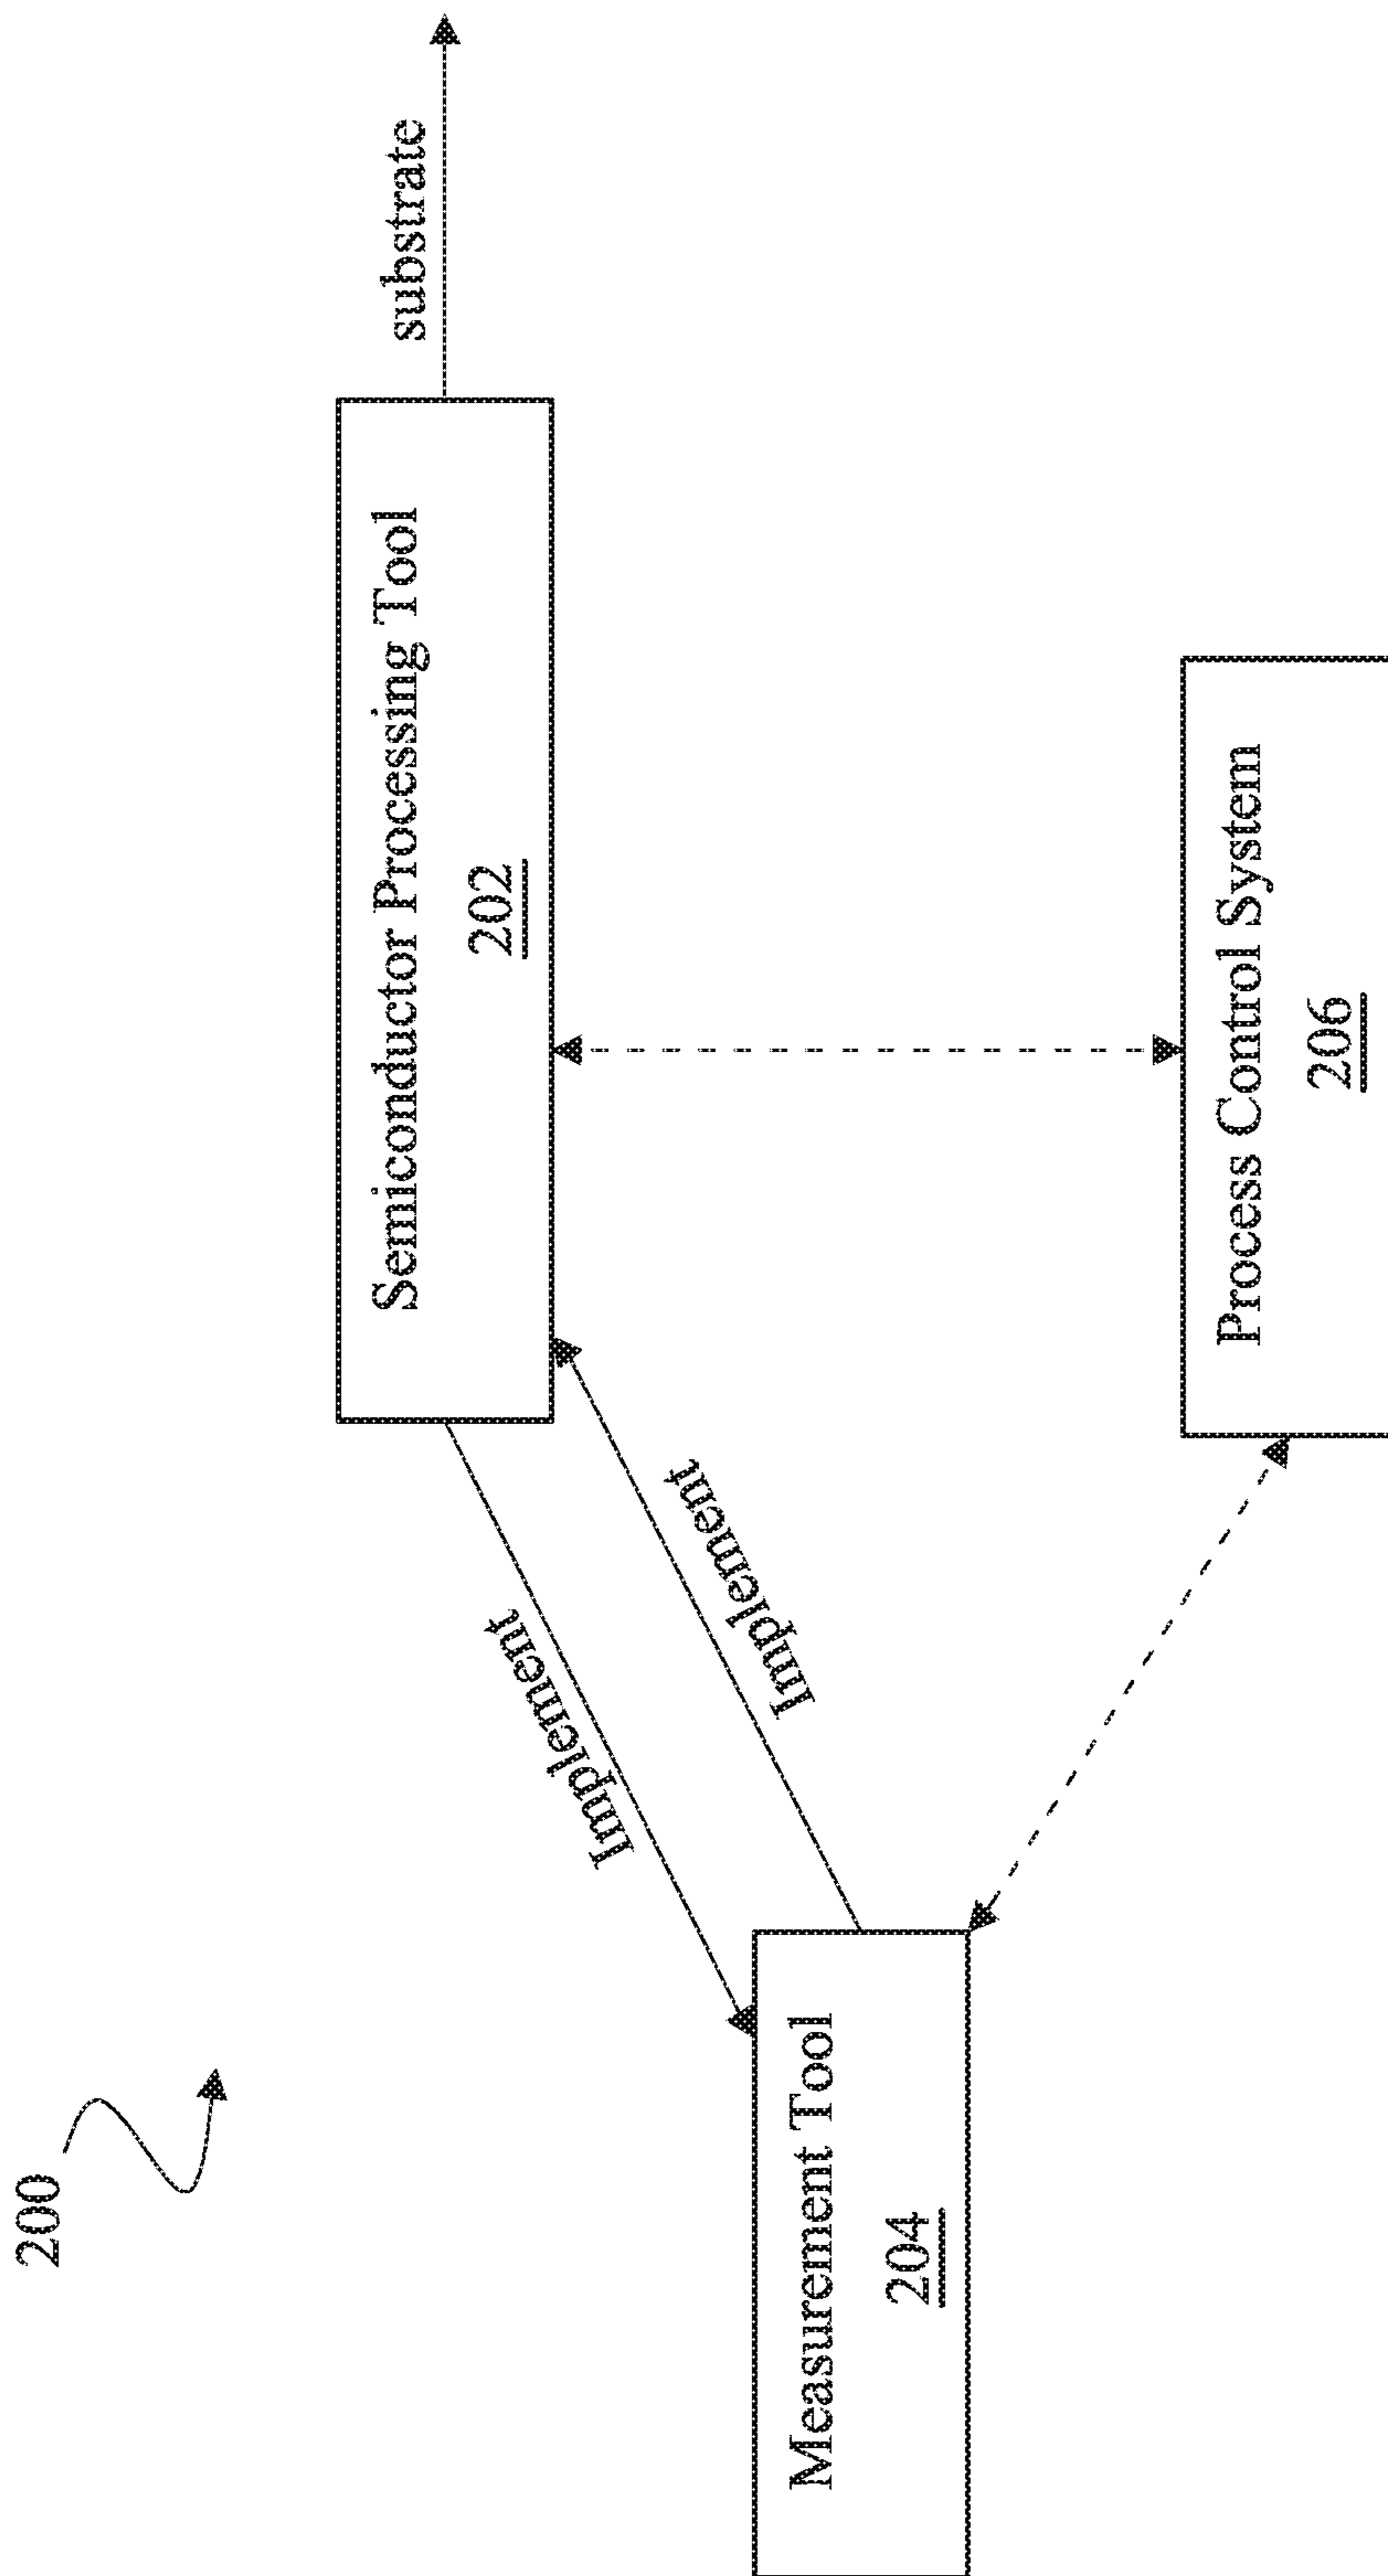 200
substrate
Semiconductor Processing Tool
202
Implement
Implement
Measurement Tool
204
Process Control System
206